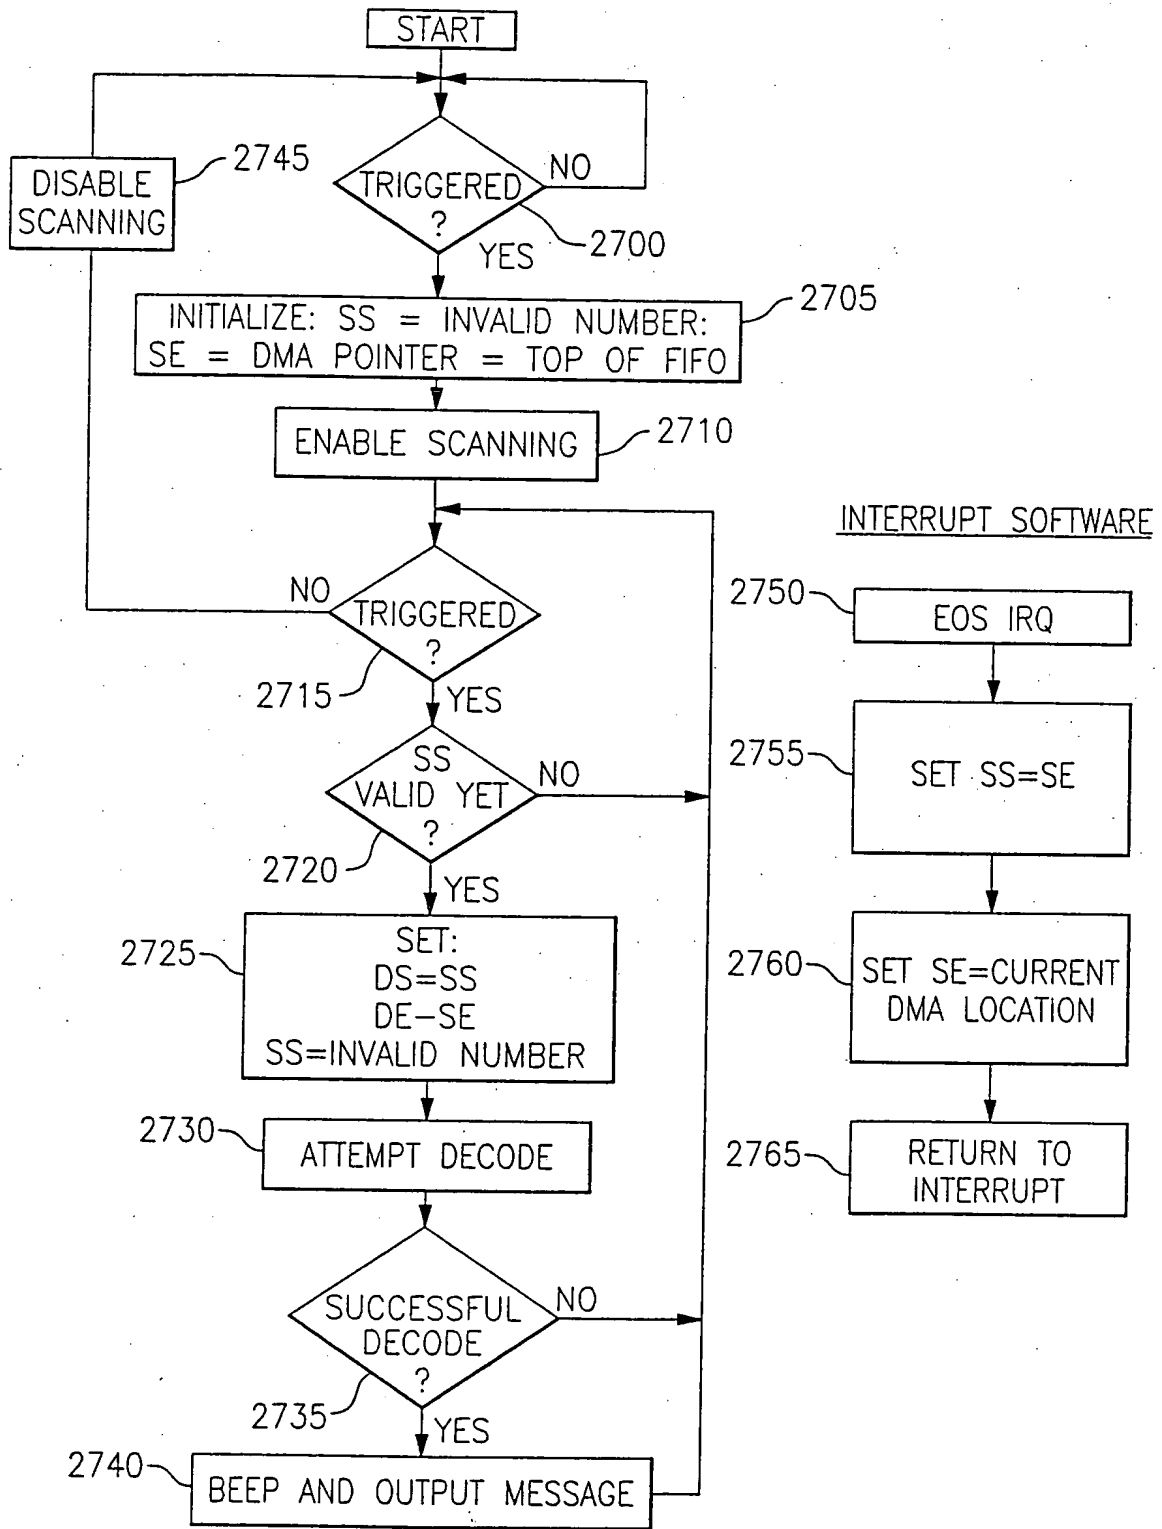 START
2745
DISABLE
SCANNING
TRIGGERED
?
NO
2700
YES
2705
INITIALIZE: SS = INVALID NUMBER:
SE = DMA POINTER = TOP OF FIFO
ENABLE SCANNING
2710
NO
TRIGGERED
?
2715
YES
SS
VALID YET
?
NO
2720
YES
2725
SET:
DS=SS
DE-SE
SS=INVALID NUMBER
2730
ATTEMPT DECODE
SUCCESSFUL
DECODE
?
NO
2735
YES
2740
BEEP AND OUTPUT MESSAGE
INTERRUPT SOFTWARE
2750
EOS IRQ
2755
SET SS=SE
2760
SET SE=CURRENT
DMA LOCATION
2765
RETURN TO
INTERRUPT